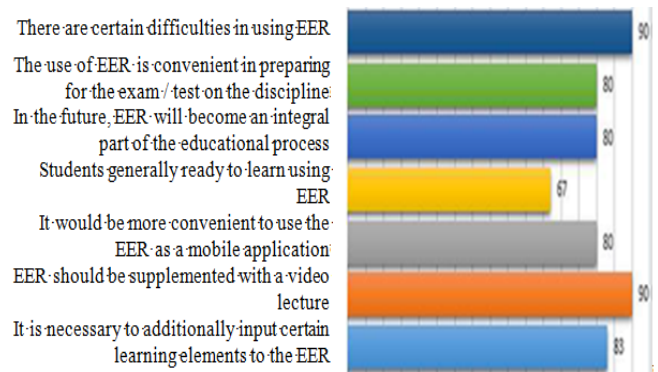 There are certain difficulties in using EER
90
The use of EER is convenient in preparing
for the exam / test on the discipline
80
In the future, EER will become an integral
part of the educational process
80
Students generally ready to learn using
EER
67
It would be more convenient to use the
EER as a mobile application
80
EER should be supplemented with a video
lecture
90
It is necessary to additionally input certain
learning elements to the EER
83